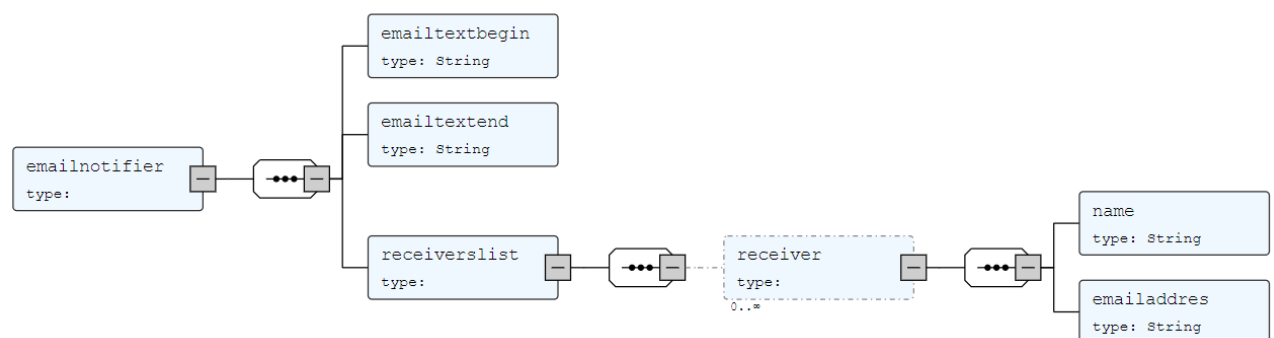 emailtextbegin
type: String
emailtextend
type: String
emailnotifier
type:
receiverslist
type:
receiver
type:
0..∞
name
type: String
emailaddres
type: String